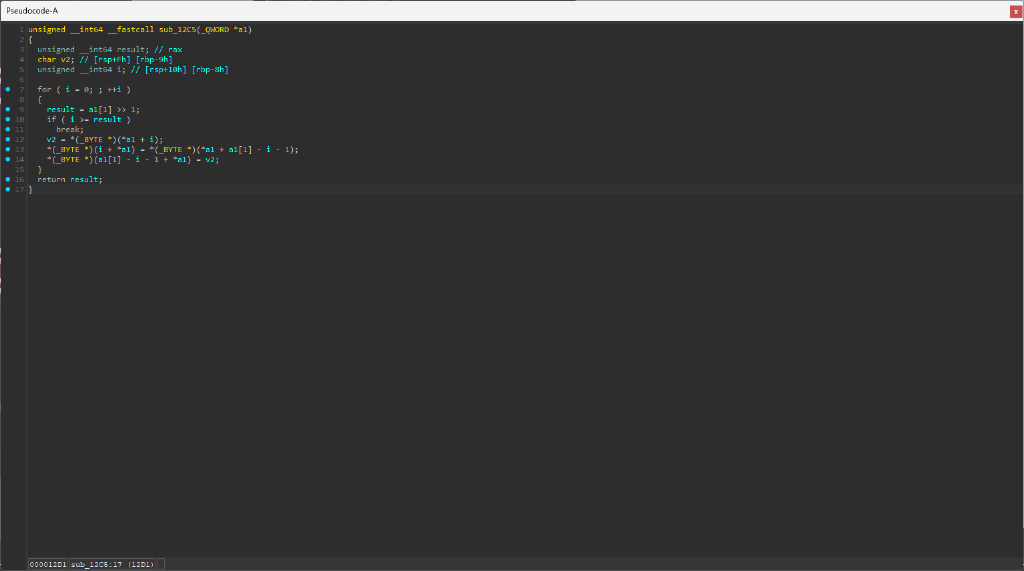 Pseudocode-A
x
1 unsigned __int64 __fastcall sub_12C5(_QWORD *a1)
2 {
3 unsigned __int64 result; // rax
4 char v2; // [rsp+Fh] [rbp-9h]
5 unsigned __int64 i; // [rsp+10h] [rbp-8h]
6
7 for ( i = 0; ; ++i )
8 {
9 result = a1[1] >> 1;
10 if ( i >= result )
11 break;
12 v2 = *(_BYTE *)(*a1 + i);
13 *(_BYTE *)(i + *a1) = *(_BYTE *)(*a1 + a1[1] - i - 1);
14 *(_BYTE *)(a1[1] - i - 1 + *a1) = v2;
15 }
16 return result;
17 }
000012D1 sub_12C5:17 (12D1)